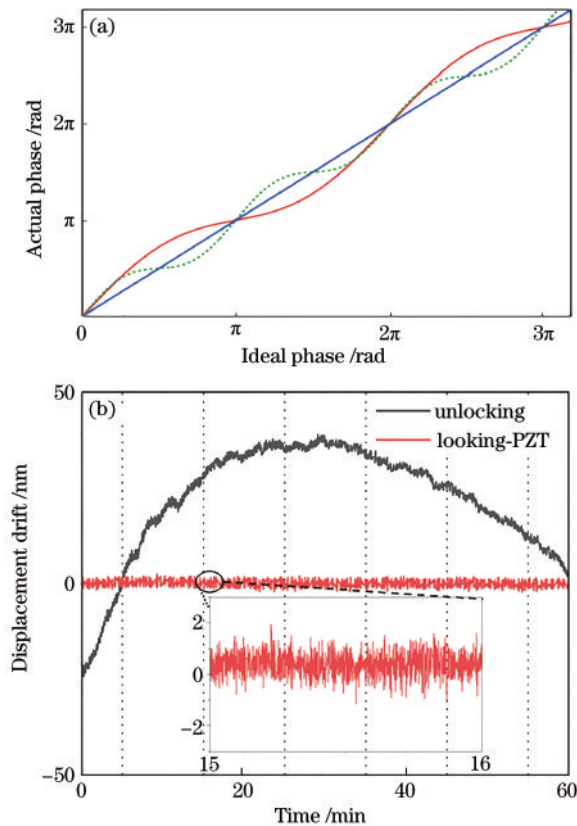 (a)
3π
2π
π
Actual phase /rad
0
π
2π
3π
Ideal phase /rad
(b)
50
0
−50
Displacement drift /nm
unlocking
looking-PZT
2
0
−2
15
16
0
20
40
60
Time /min